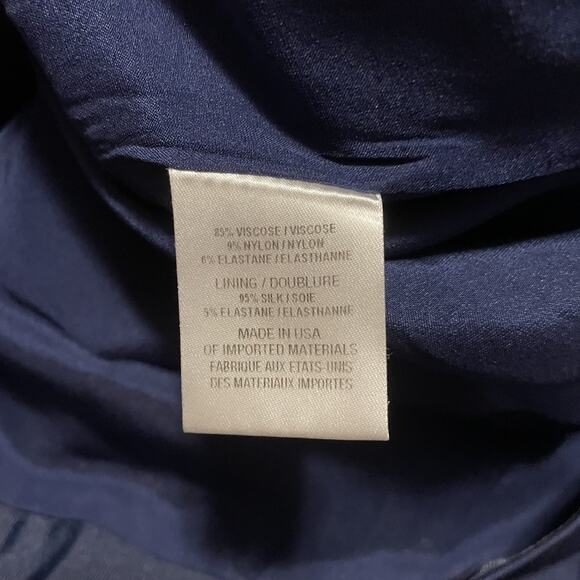 85% VISCOSE / VISCOSE
9% NYLON / NYLON
6% ELASTANE / ELASTHANNE
LINING / DOUBLURE
95% SILK / SOIE
5% ELASTANE / ELASTHANNE
MADE IN USA
OF IMPORTED MATERIALS
FABRIQUE AUX ETATS-UNIS
DES MATERIAUX IMPORTES